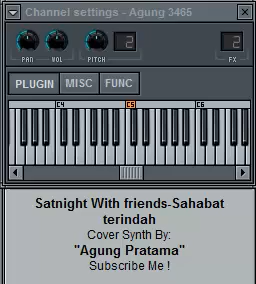 Channel settings - Agung 3465
2
2
PAN VOL PITCH FX
PLUGIN MISC FUNC
C4 C5 C6
Satnight With friends-Sahabat
terindah
Cover Synth By:
"Agung Pratama"
Subscribe Me !